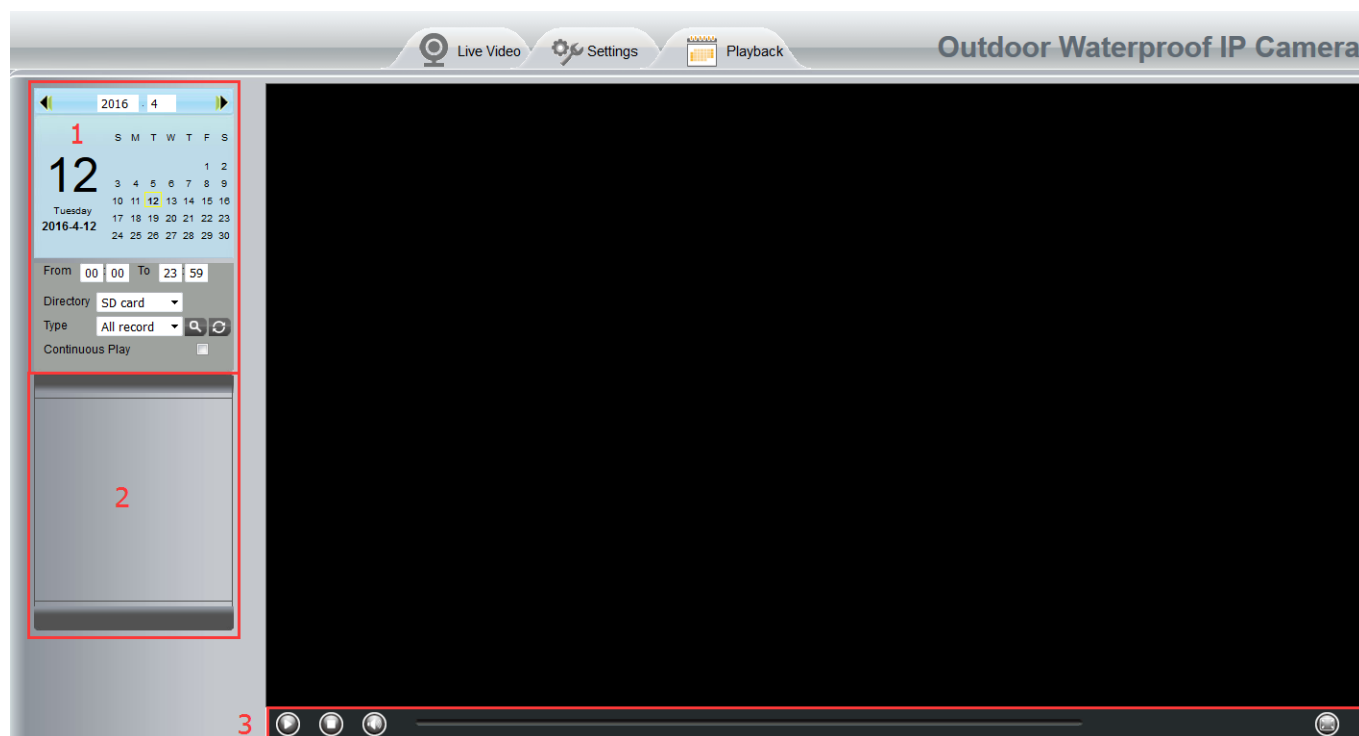 Live Video Settings Playback Outdoor Waterproof IP Camera
2016 - 4
1
S M T W T F S
1 2
3 4 5 6 7 8 9
10 11 12 13 14 15 16
17 18 19 20 21 22 23
24 25 26 27 28 29 30
12
Tuesday
2016-4-12
From 00 : 00 To 23 : 59
Directory SD card
Type All record
Continuous Play
2
3